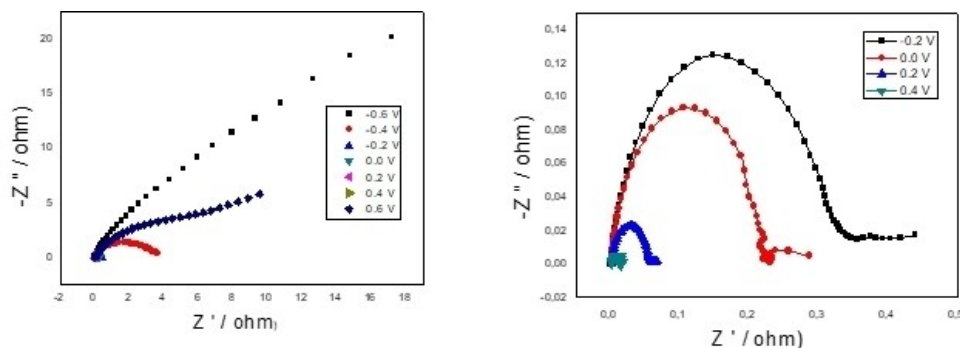 20
15
10
5
0
-2 0 2 4 6 8 10 12 14 16 18
-Z'' / ohm)
Z ' / ohm)
-0.6 V
-0.4 V
-0.2 V
0.0 V
0.2 V
0.4 V
0.6 V
0,14
0,12
0,10
0,08
0,06
0,04
0,02
0,00
-0,02
0,0 0,1 0,2 0,3 0,4 0,5
-Z'' / ohm)
Z ' / ohm)
-0.2 V
0.0 V
0.2 V
0.4 V